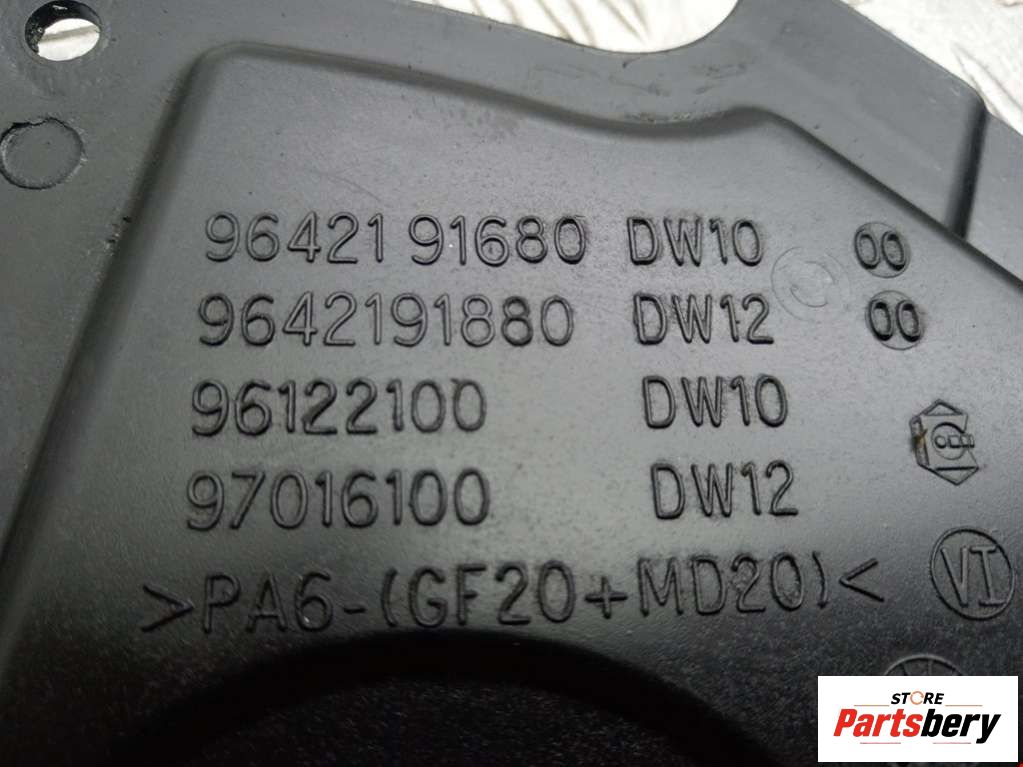 9642191680 DW10 00
9642191880 DW12 00
96122100 DW10
97016100 DW12
>PA6-(GF20+MD20)<
VI
STORE
Partsbery